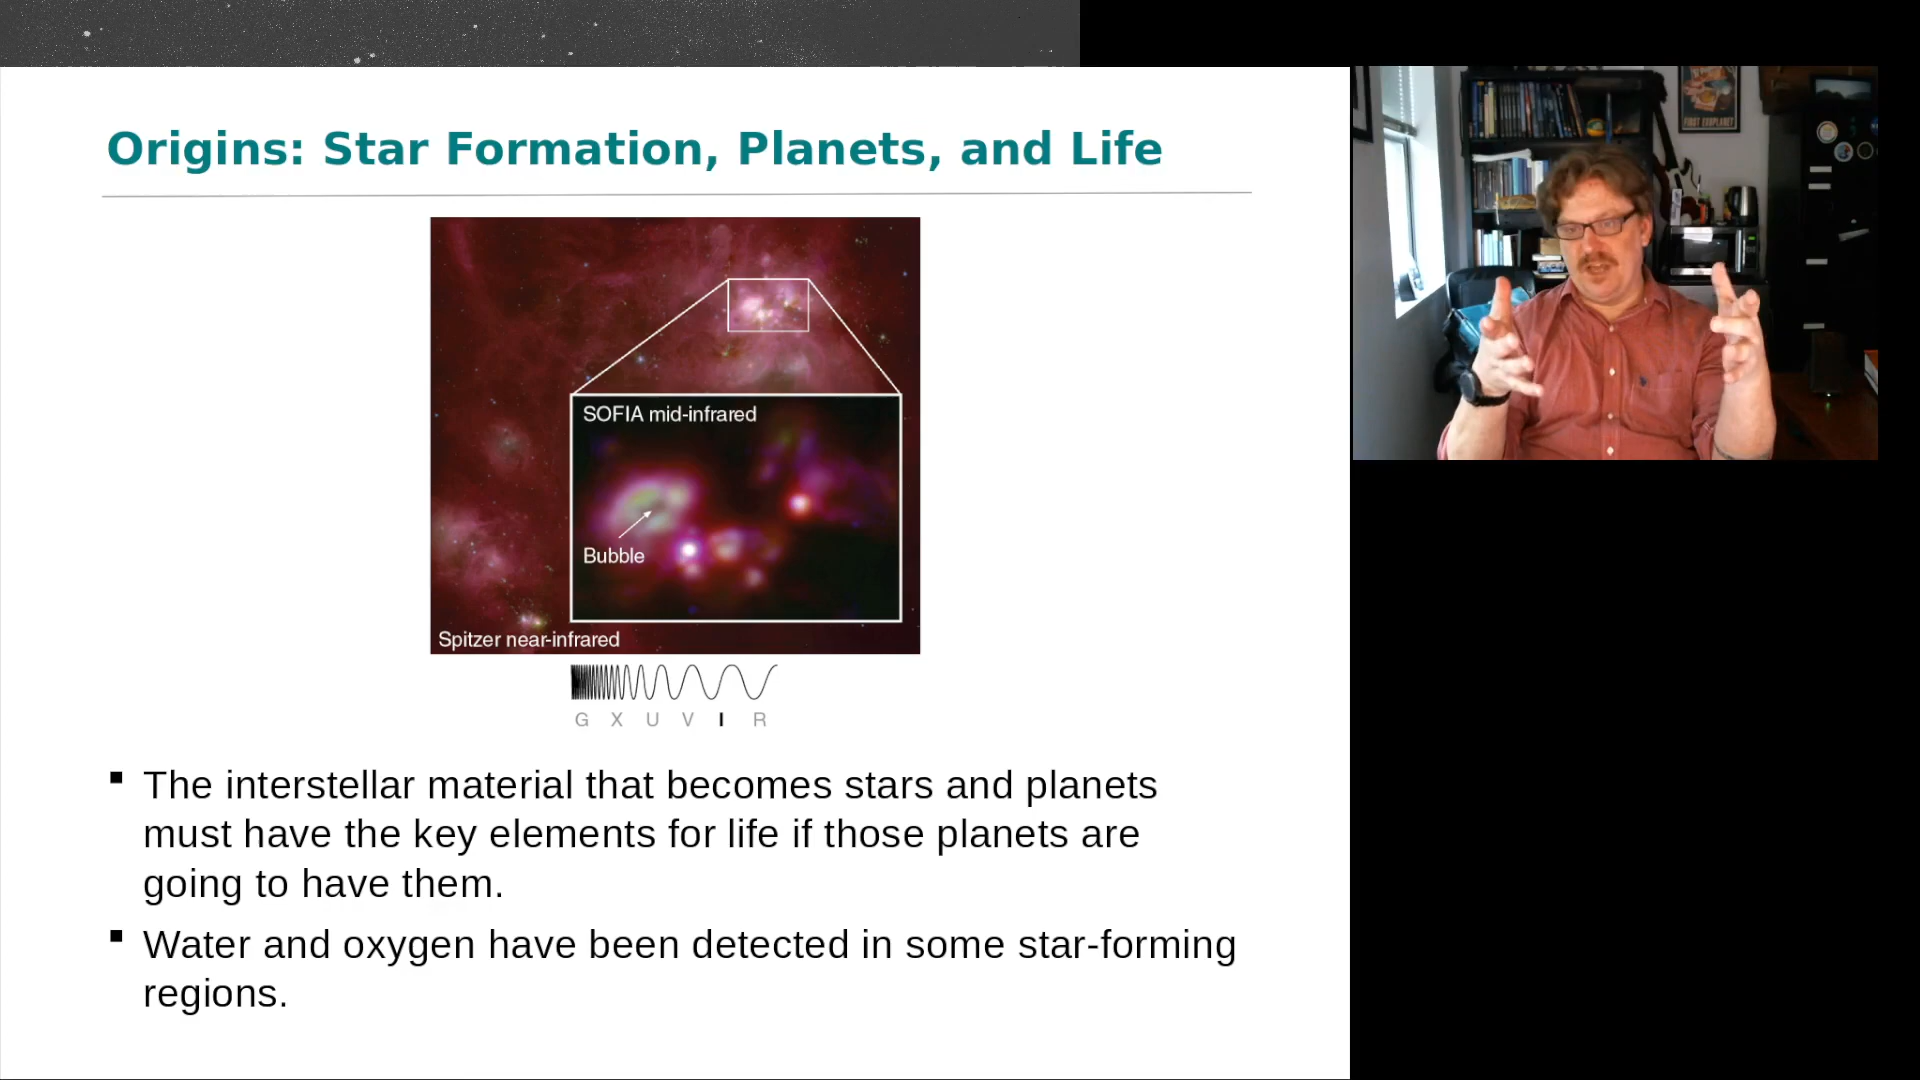 Origins: Star Formation, Planets, and Life
SOFIA mid-infrared
Bubble
Spitzer near-infrared
G X U V I R
The interstellar material that becomes stars and planets
must have the key elements for life if those planets are
going to have them.
Water and oxygen have been detected in some star-forming
regions.
FIRST EXOPLANET